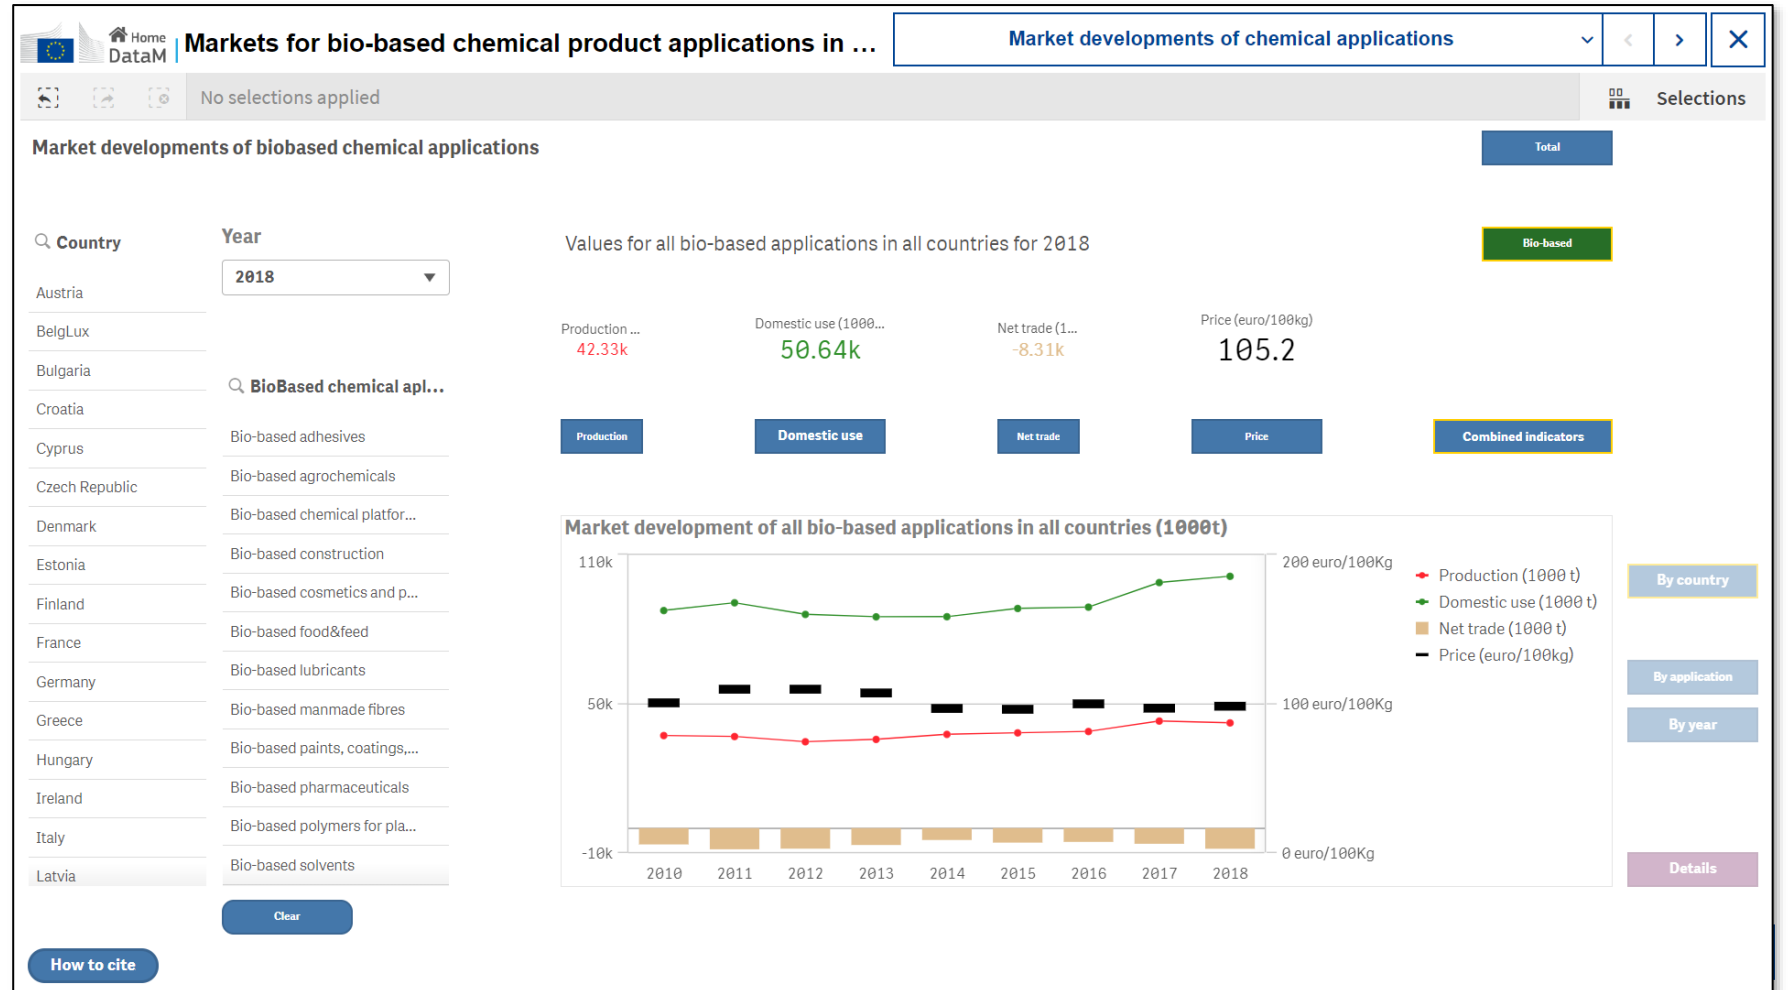 Home
DataM
Markets for bio-based chemical product applications in ...
Market developments of chemical applications
No selections applied
Selections
Market developments of biobased chemical applications
Total
Country
Austria
BelgLux
Bulgaria
Croatia
Cyprus
Czech Republic
Denmark
Estonia
Finland
France
Germany
Greece
Hungary
Ireland
Italy
Latvia
Year
2018
BioBased chemical apl...
Bio-based adhesives
Bio-based agrochemicals
Bio-based chemical platfor...
Bio-based construction
Bio-based cosmetics and p...
Bio-based food&feed
Bio-based lubricants
Bio-based manmade fibres
Bio-based paints, coatings,...
Bio-based pharmaceuticals
Bio-based polymers for pla...
Bio-based solvents
Clear
How to cite
Values for all bio-based applications in all countries for 2018
Bio-based
Production ...
42.33k
Domestic use (1000...
50.64k
Net trade (1...
-8.31k
Price (euro/100kg)
105.2
Production
Domestic use
Net trade
Price
Combined indicators
Market development of all bio-based applications in all countries (1000t)
110k
50k
-10k
200 euro/100Kg
100 euro/100Kg
0 euro/100Kg
2010 2011 2012 2013 2014 2015 2016 2017 2018
Production (1000 t)
Domestic use (1000 t)
Net trade (1000 t)
Price (euro/100kg)
By country
By application
By year
Details